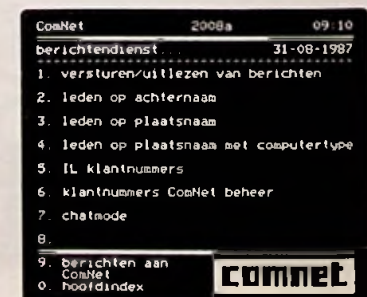 ComNet 2008a 09:10
berichtendienst... 31-08-1987
1. versturen/uitlezen van berichten
2. leden op achternaam
3. leden op plaatsnaam
4. leden op plaatsnaam met computertype
5. IL klantnummers
6. klantnummers ComNet beheer
7. chatmode
8.
9. berichten aan
ComNet
0. hoofdindex
comnet